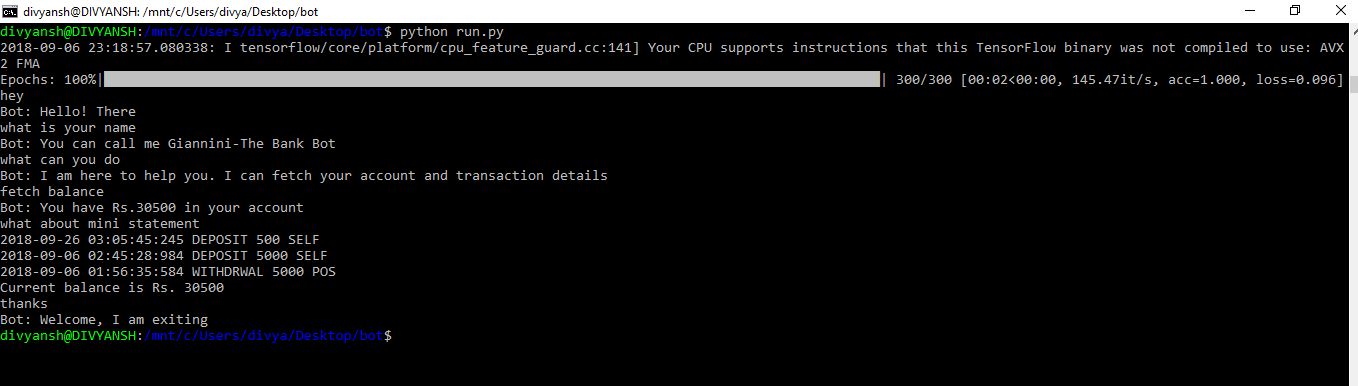 divyansh@DIVYANSH: /mnt/c/Users/divya/Desktop/bot
divyansh@DIVYANSH:/mnt/c/Users/divya/Desktop/bot$ python run.py
2018-09-06 23:18:57.080338: I tensorflow/core/platform/cpu_feature_guard.cc:141] Your CPU supports instructions that this TensorFlow binary was not compiled to use: AVX
2 FMA
Epochs: 100%|| 300/300 [00:02<00:00, 145.47it/s, acc=1.000, loss=0.096]
hey
Bot: Hello! There
what is your name
Bot: You can call me Giannini-The Bank Bot
what can you do
Bot: I am here to help you. I can fetch your account and transaction details
fetch balance
Bot: You have Rs.30500 in your account
what about mini statement
2018-09-26 03:05:45:245 DEPOSIT 500 SELF
2018-09-06 02:45:28:984 DEPOSIT 5000 SELF
2018-09-06 01:56:35:584 WITHDRWAL 5000 POS
Current balance is Rs. 30500
thanks
Bot: Welcome, I am exiting
divyansh@DIVYANSH:/mnt/c/Users/divya/Desktop/bot$